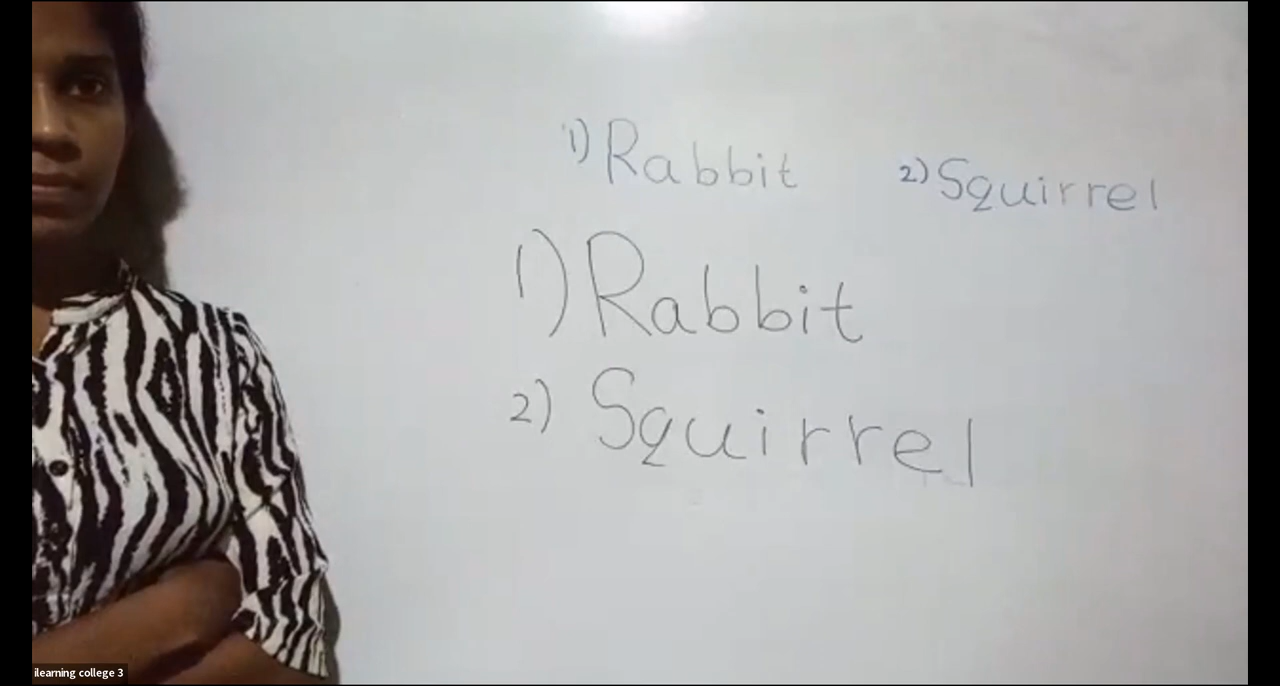 1) Rabbit 2) Squirrel
1) Rabbit
2) Squirrel
ilearning college 3